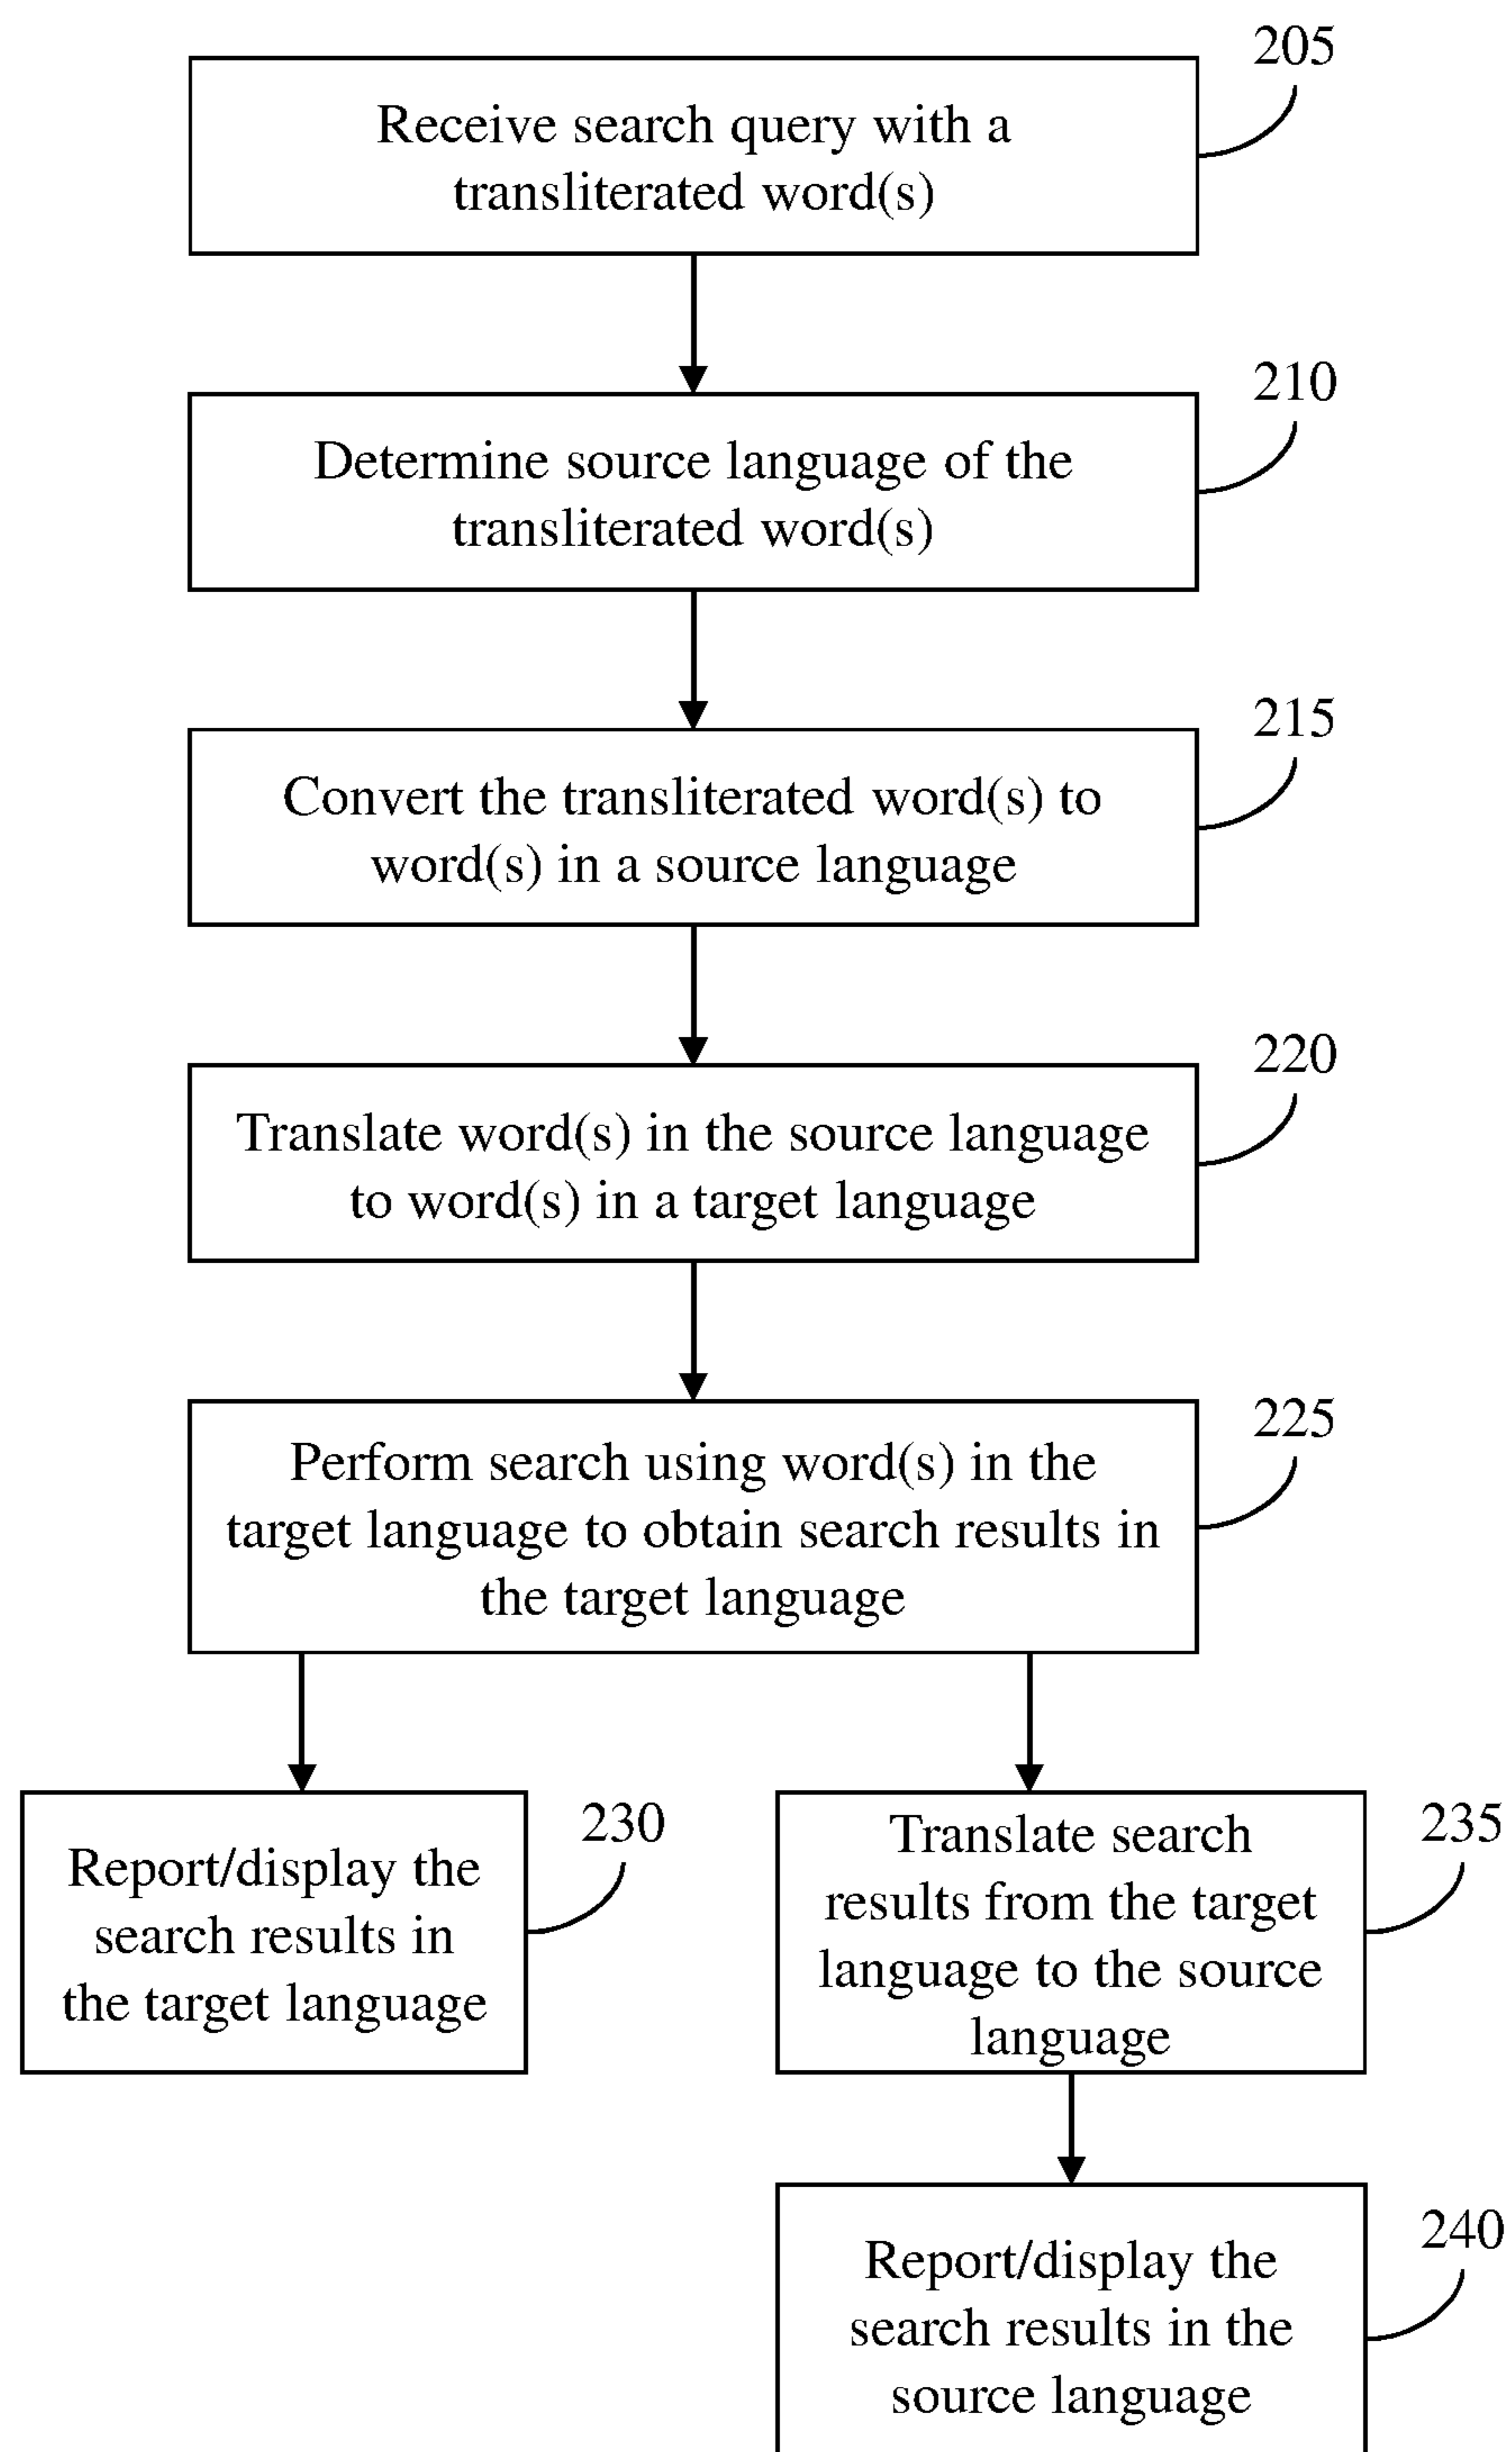 205
Receive search query with a
transliterated word(s)
210
Determine source language of the
transliterated word(s)
215
Convert the transliterated word(s) to
word(s) in a source language
220
Translate word(s) in the source language
to word(s) in a target language
225
Perform search using word(s) in the
target language to obtain search results in
the target language
230
Report/display the
search results in
the target language
235
Translate search
results from the target
language to the source
language
240
Report/display the
search results in the
source language